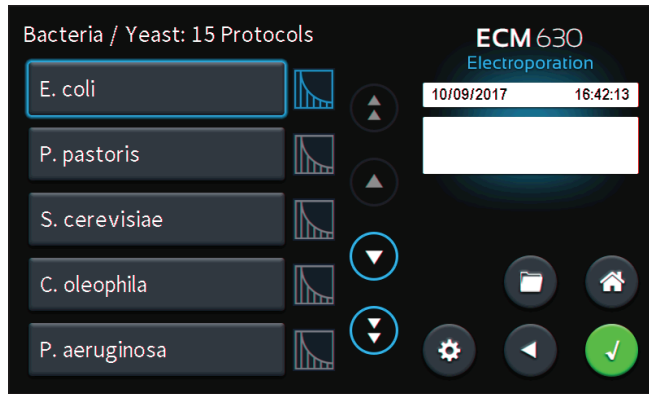 Bacteria / Yeast: 15 Protocols
E. coli
P. pastoris
S. cerevisiae
C. oleophila
P. aeruginosa
ECM 630
Electroporation
10/09/2017 16:42:13